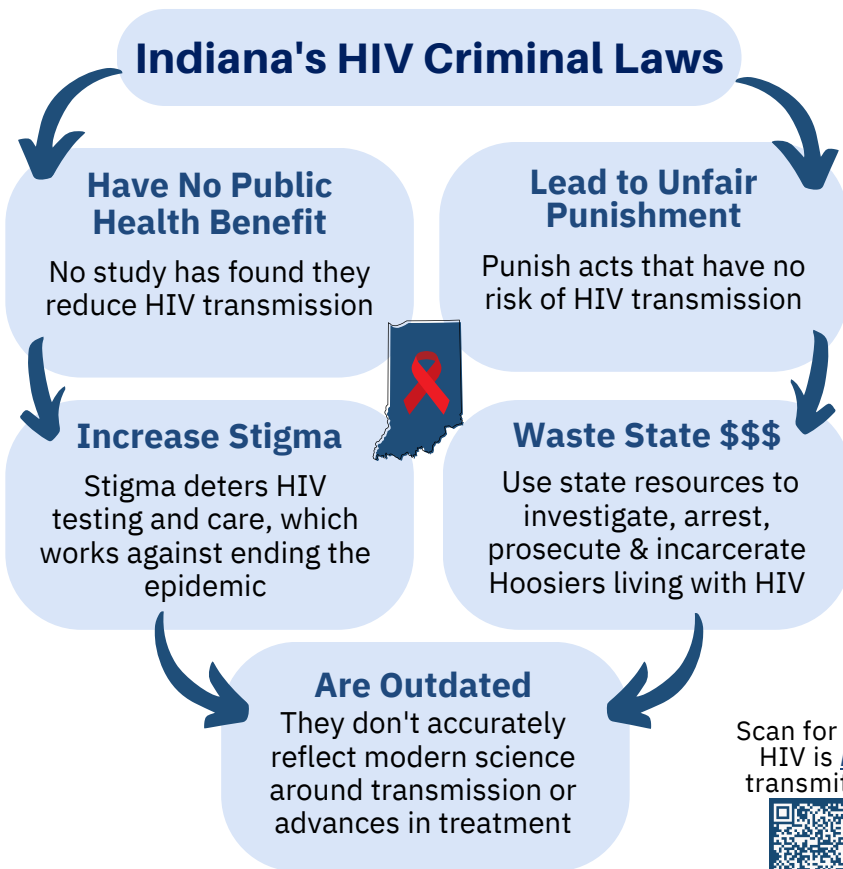 Indiana's HIV Criminal Laws
Have No Public
Health Benefit
No study has found they
reduce HIV transmission
Lead to Unfair
Punishment
Punish acts that have no
risk of HIV transmission
Increase Stigma
Stigma deters HIV
testing and care, which
works against ending the
epidemic
Waste State $$$
Use state resources to
investigate, arrest,
prosecute & incarcerate
Hoosiers living with HIV
Are Outdated
They don't accurately
reflect modern science
around transmission or
advances in treatment
Scan for
HIV is